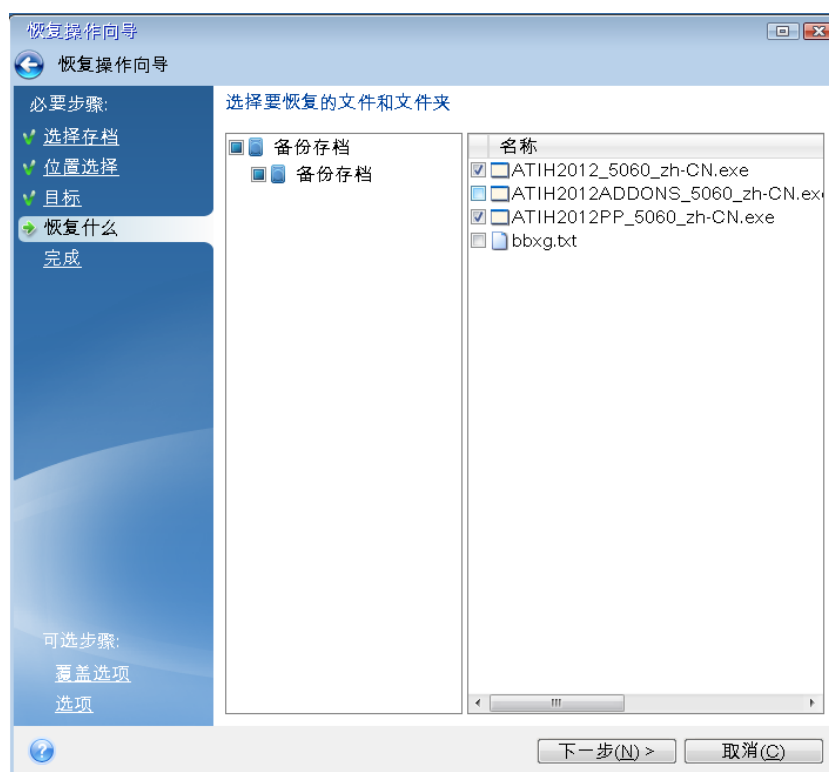 恢复操作向导
恢复操作向导
必要步骤:
选择存档
位置选择
目标
恢复什么
完成
可选步骤:
覆盖选项
选项
选择要恢复的文件和文件夹
备份存档
备份存档
名称
ATIH2012_5060_zh-CN.exe
ATIH2012ADDONS_5060_zh-CN.ex
ATIH2012PP_5060_zh-CN.exe
bbxg.txt
下一步(N) >
取消(C)